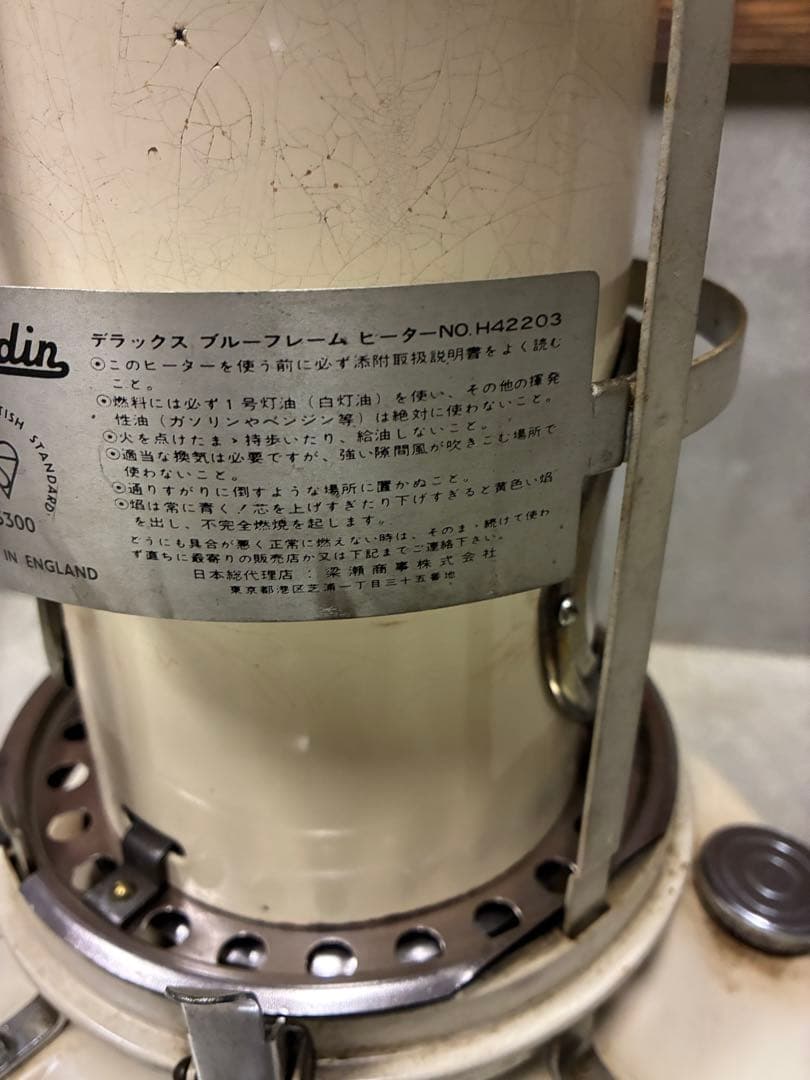 din
デラックス ブルーフレーム ヒーターNO.H42203
⦿このヒーターを使う前に必ず添附取扱説明書をよく読む
こと。
⦿燃料には必ず1号灯油(白灯油)を使い、その他の揮発
性油(ガソリンやベンジン等)は絶対に使わないこと。
⦿火を点けたまゝ持歩いたり、給油しないこと。
⦿適当な換気は必要ですが、強い隙間風が吹きこむ場所で
使わないこと。
⦿通りすがりに倒すような場所に置かぬこと。
⦿焰は常に青く!芯を上げすぎたり下げすぎると黄色い焰
を出し、不完全燃焼を起します。
どうにも具合が悪く正常に燃えない時は、そのまゝ続けて使わ
ず直ちに最寄りの販売店か又は下記までご連絡下さい。
日本総代理店:梁瀬商事株式会社
東京都港区芝浦一丁目三十五番地
TISH STANDARD
300
IN ENGLAND